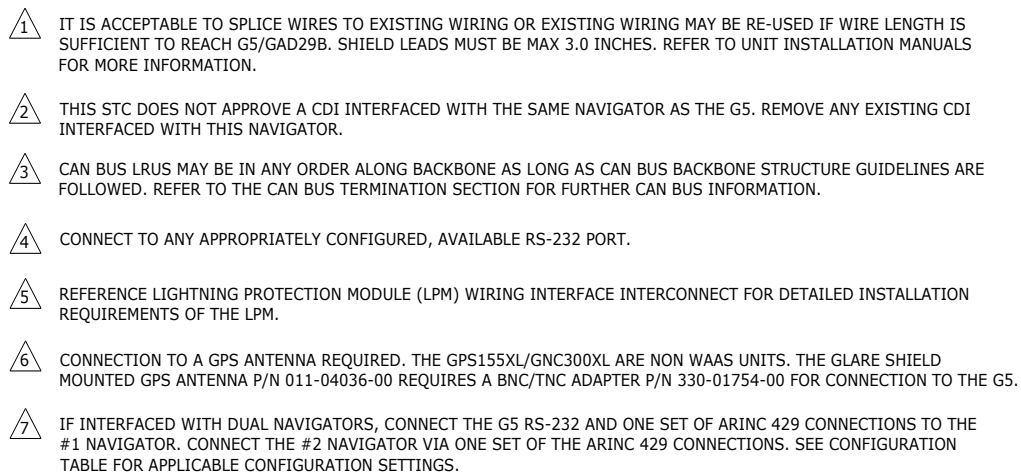 1 IT IS ACCEPTABLE TO SPLICE WIRES TO EXISTING WIRING OR EXISTING WIRING MAY BE RE-USED IF WIRE LENGTH IS
SUFFICIENT TO REACH G5/GAD29B. SHIELD LEADS MUST BE MAX 3.0 INCHES. REFER TO UNIT INSTALLATION MANUALS
FOR MORE INFORMATION.
2 THIS STC DOES NOT APPROVE A CDI INTERFACED WITH THE SAME NAVIGATOR AS THE G5. REMOVE ANY EXISTING CDI
INTERFACED WITH THIS NAVIGATOR.
3 CAN BUS LRUS MAY BE IN ANY ORDER ALONG BACKBONE AS LONG AS CAN BUS BACKBONE STRUCTURE GUIDELINES ARE
FOLLOWED. REFER TO THE CAN BUS TERMINATION SECTION FOR FURTHER CAN BUS INFORMATION.
4 CONNECT TO ANY APPROPRIATELY CONFIGURED, AVAILABLE RS-232 PORT.
5 REFERENCE LIGHTNING PROTECTION MODULE (LPM) WIRING INTERFACE INTERCONNECT FOR DETAILED INSTALLATION
REQUIREMENTS OF THE LPM.
6 CONNECTION TO A GPS ANTENNA REQUIRED. THE GPS155XL/GNC300XL ARE NON WAAS UNITS. THE GLARE SHIELD
MOUNTED GPS ANTENNA P/N 011-04036-00 REQUIRES A BNC/TNC ADAPTER P/N 330-01754-00 FOR CONNECTION TO THE G5.
7 IF INTERFACED WITH DUAL NAVIGATORS, CONNECT THE G5 RS-232 AND ONE SET OF ARINC 429 CONNECTIONS TO THE
#1 NAVIGATOR. CONNECT THE #2 NAVIGATOR VIA ONE SET OF THE ARINC 429 CONNECTIONS. SEE CONFIGURATION
TABLE FOR APPLICABLE CONFIGURATION SETTINGS.